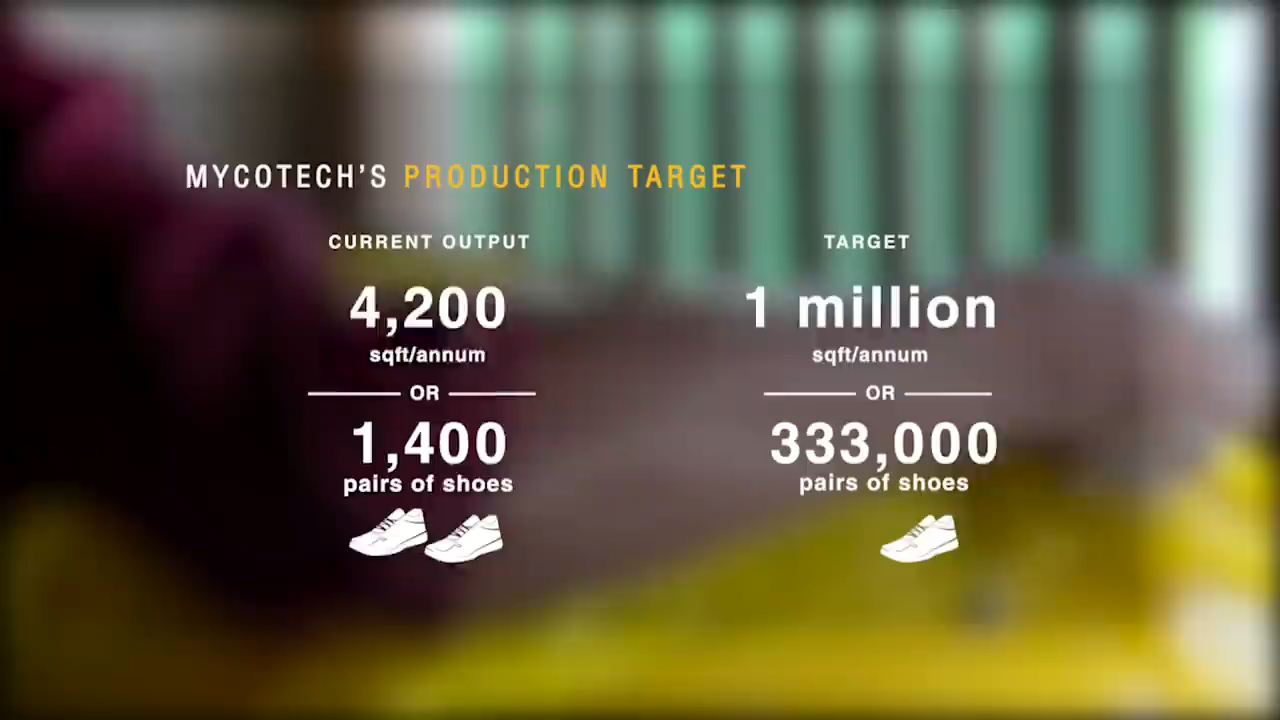 MYCOTECH'S PRODUCTION TARGET
CURRENT OUTPUT
4,200
sqft/annum
OR
1,400
pairs of shoes
TARGET
1 million
sqft/annum
OR
333,000
pairs of shoes